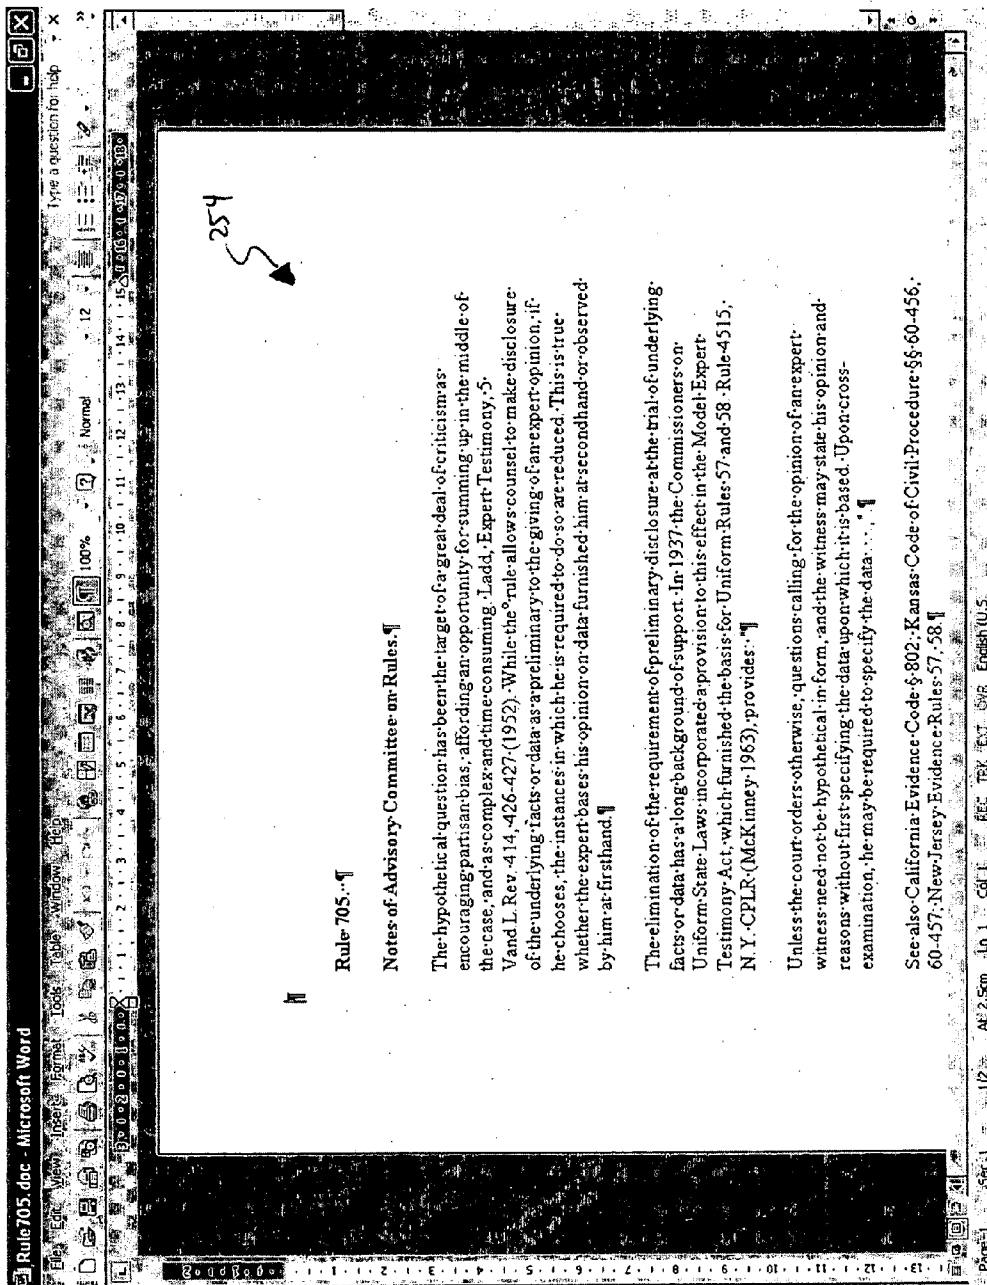 Rule705.doc - Microsoft Word
File Edit View Insert Format Tools Table Window Help
Type a question for help
100%
Normal
12
254
Rule 705. ¶
Notes of Advisory Committee on Rules.¶
The hypothetical question has been the target of a great deal of criticism as
encouraging partisan bias, affording an opportunity for summing up in the middle of
the case, and as complex and time consuming. Ladd, Expert Testimony, 5
Vand.L.Rev. 414, 426-427 (1952). While the rule allows counsel to make disclosure
of the underlying facts or data as a preliminary to the giving of an expert opinion, if
he chooses, the instances in which he is required to do so are reduced. This is true
whether the expert bases his opinion on data furnished him at secondhand or observed
by him at firsthand.¶
The elimination of the requirement of preliminary disclosure at the trial of underlying
facts or data has a long background of support. In 1937 the Commissioners on
Uniform State Laws incorporated a provision to this effect in the Model Expert
Testimony Act, which furnished the basis for Uniform Rules 57 and 58. Rule 4515,
N.Y. CPLR (McKinney 1963), provides: "¶
Unless the court orders otherwise, questions calling for the opinion of an expert
witness need not be hypothetical in form, and the witness may state his opinion and
reasons without first specifying the data upon which it is based. Upon cross-
examination, he may be required to specify the data . . ., " ¶
See also California Evidence Code § 802; Kansas Code of Civil Procedure §§ 60-456,
60-457; New Jersey Evidence Rules 57, 58.¶
Page 1 Sec 1 1/2 At 2.5cm Ln 1 Col 1 REC TRK EXT OVR English (U.S.